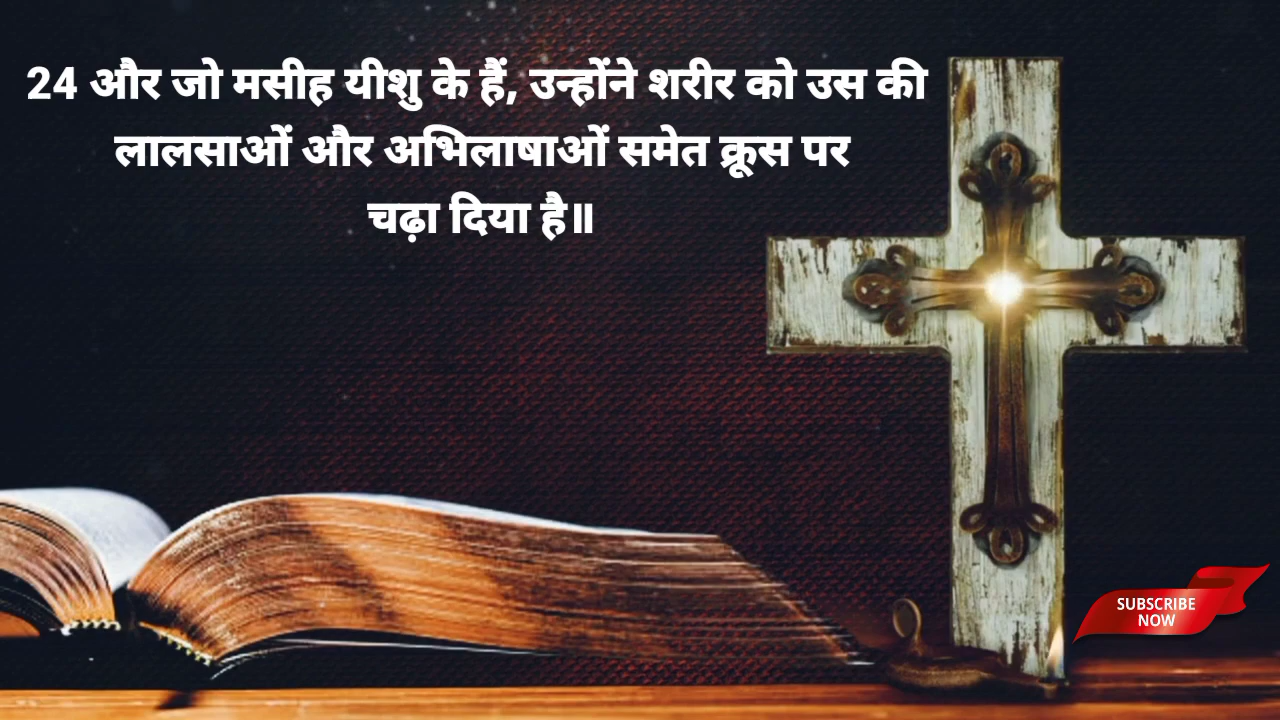 24 और जो मसीह यीशु के हैं, उन्होंने शरीर को उस की
लालसाओं और अभिलाषाओं समेत क्रूस पर
चढ़ा दिया है॥
SUBSCRIBE
NOW